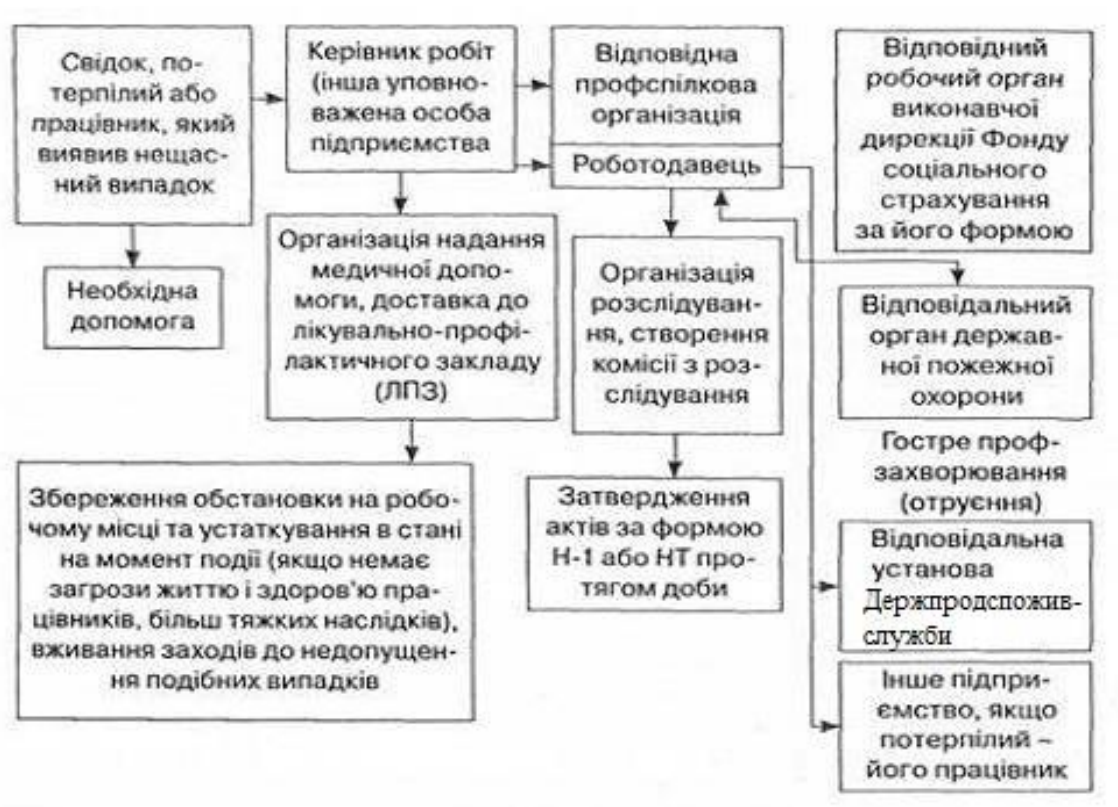 Свідок, по-
терпілий або
працівник, який
виявив нещас-
ний випадок
Необхідна
допомога
Керівник робіт
(інша уповно-
важена особа
підприємства
Організація надання
медичної допо-
моги, доставка до
лікувально-профі-
лактичного закладу
(ЛПЗ)
Збереження обстановки на робо-
чому місці та устаткування в стані
на момент події (якщо немає
загрози життю і здоров'ю пра-
цівників, більш тяжких наслідків),
вживання заходів до недопущен-
ня подібних випадків
Відповідна
профспілкова
організація
Роботодавець
Організація
розслідуван-
ня, створення
комісії з роз-
слідування
Затвердження
актів за формою
Н-1 або НТ про-
тягом доби
Відповідний
робочий орган
виконавчої
дирекції Фонду
соціального
страхування
за його формою
Відповідальний
орган держав-
ної пожежної
охорони
Гостре проф-
захворювання
(отруєння)
Відповідальна
установа
Держпродспожив-
служби
Інше підпри-
ємство, якщо
потерпілий –
його працівник